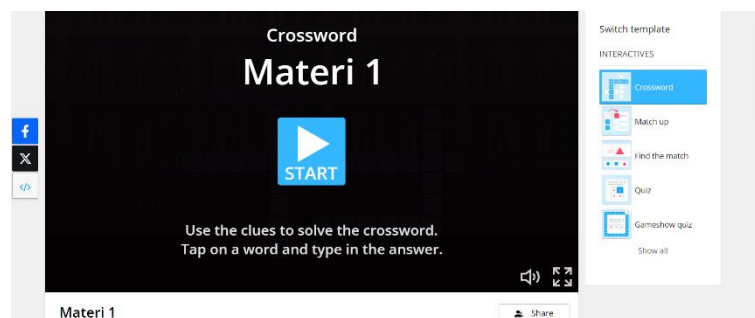 Crossword
Materi 1
START
Use the clues to solve the crossword.
Tap on a word and type in the answer.
Materi 1
Share
Switch template
INTERACTIVES
Crossword
Match up
Find the match
Quiz
Gameshow quiz
Show all